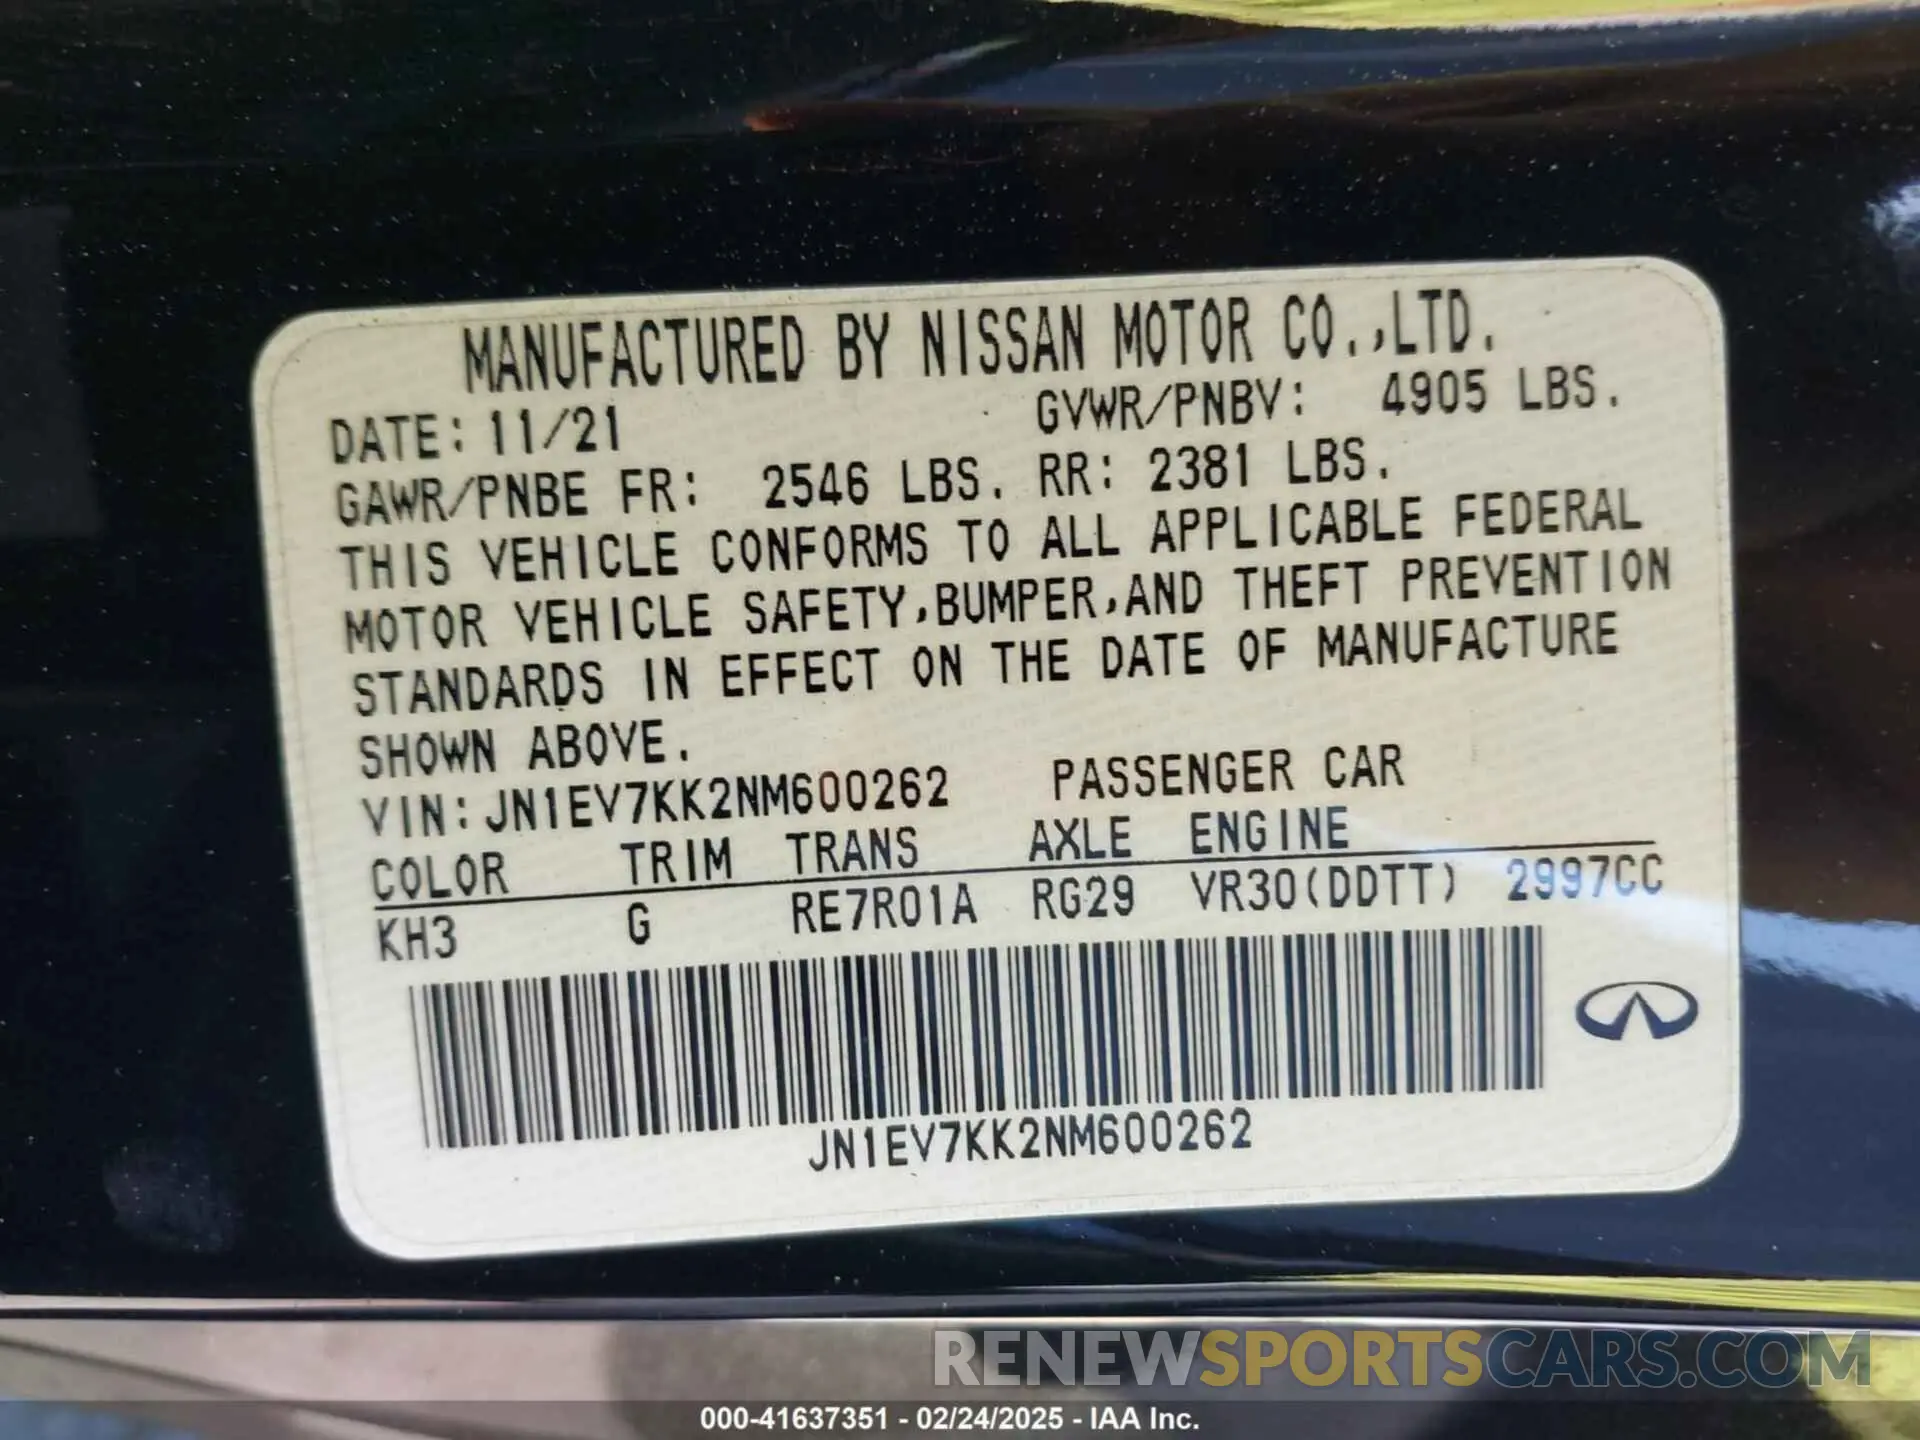 MANUFACTURED BY NISSAN MOTOR CO.,LTD.
DATE: 11/21 GVWR/PNBV: 4905 LBS.
GAWR/PNBE FR: 2546 LBS. RR: 2381 LBS.
THIS VEHICLE CONFORMS TO ALL APPLICABLE FEDERAL
MOTOR VEHICLE SAFETY,BUMPER,AND THEFT PREVENTION
STANDARDS IN EFFECT ON THE DATE OF MANUFACTURE
SHOWN ABOVE.
VIN:JN1EV7KK2NM600262 PASSENGER CAR
COLOR TRIM TRANS AXLE ENGINE
KH3 G RE7R01A RG29 VR30(DDTT) 2997CC
JN1EV7KK2NM600262
RENEWSPORTSCARS.COM
000-41637351 - 02/24/2025 - IAA Inc.